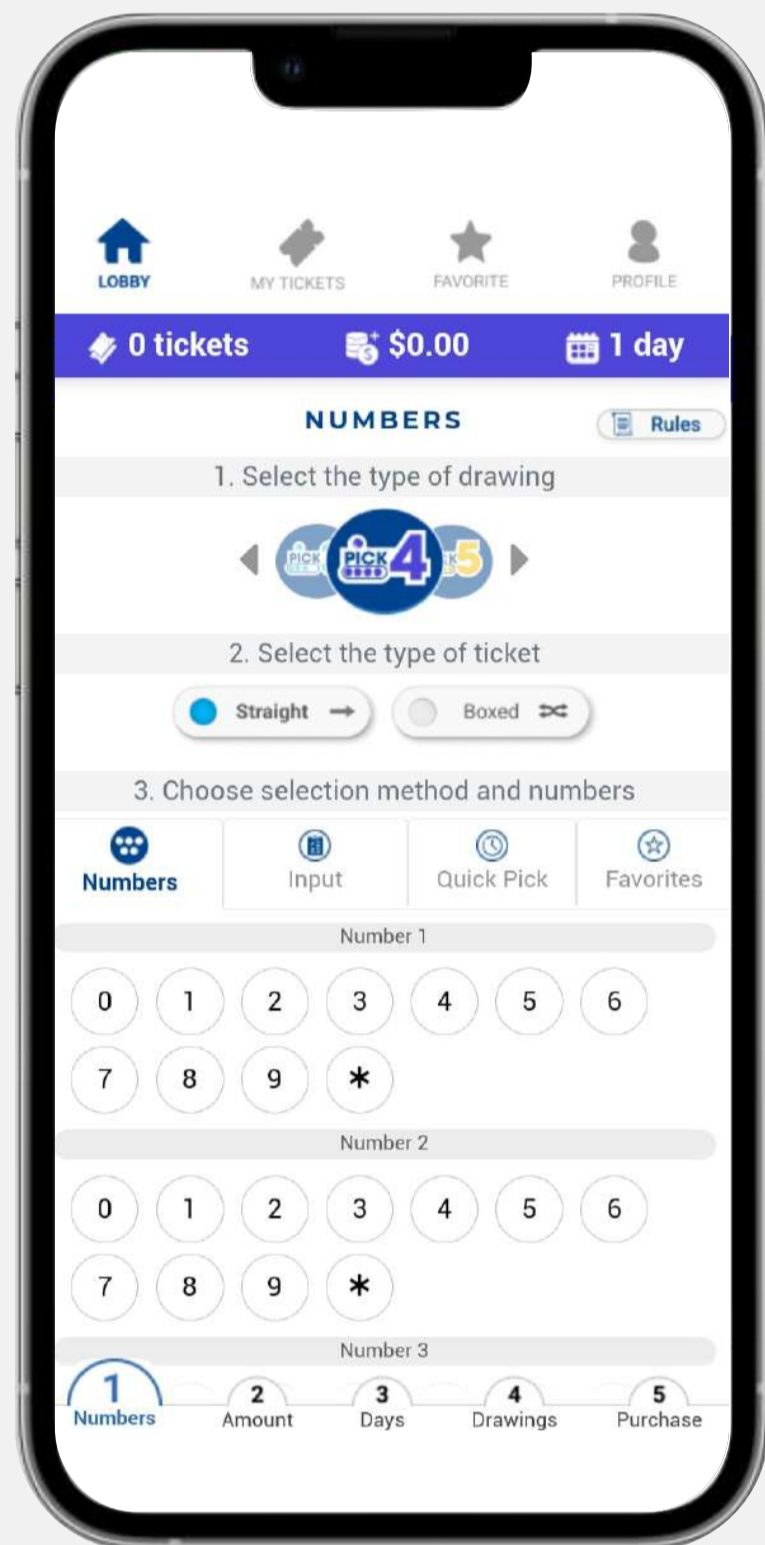 LOBBY MY TICKETS FAVORITE PROFILE
0 tickets $0.00 1 day
NUMBERS Rules
1. Select the type of drawing
PICK PICK 4 5
2. Select the type of ticket
Straight Boxed
3. Choose selection method and numbers
Numbers Input Quick Pick Favorites
Number 1
0 1 2 3 4 5 6
7 8 9 *
Number 2
0 1 2 3 4 5 6
7 8 9 *
Number 3
1 2 3 4 5
Numbers Amount Days Drawings Purchase